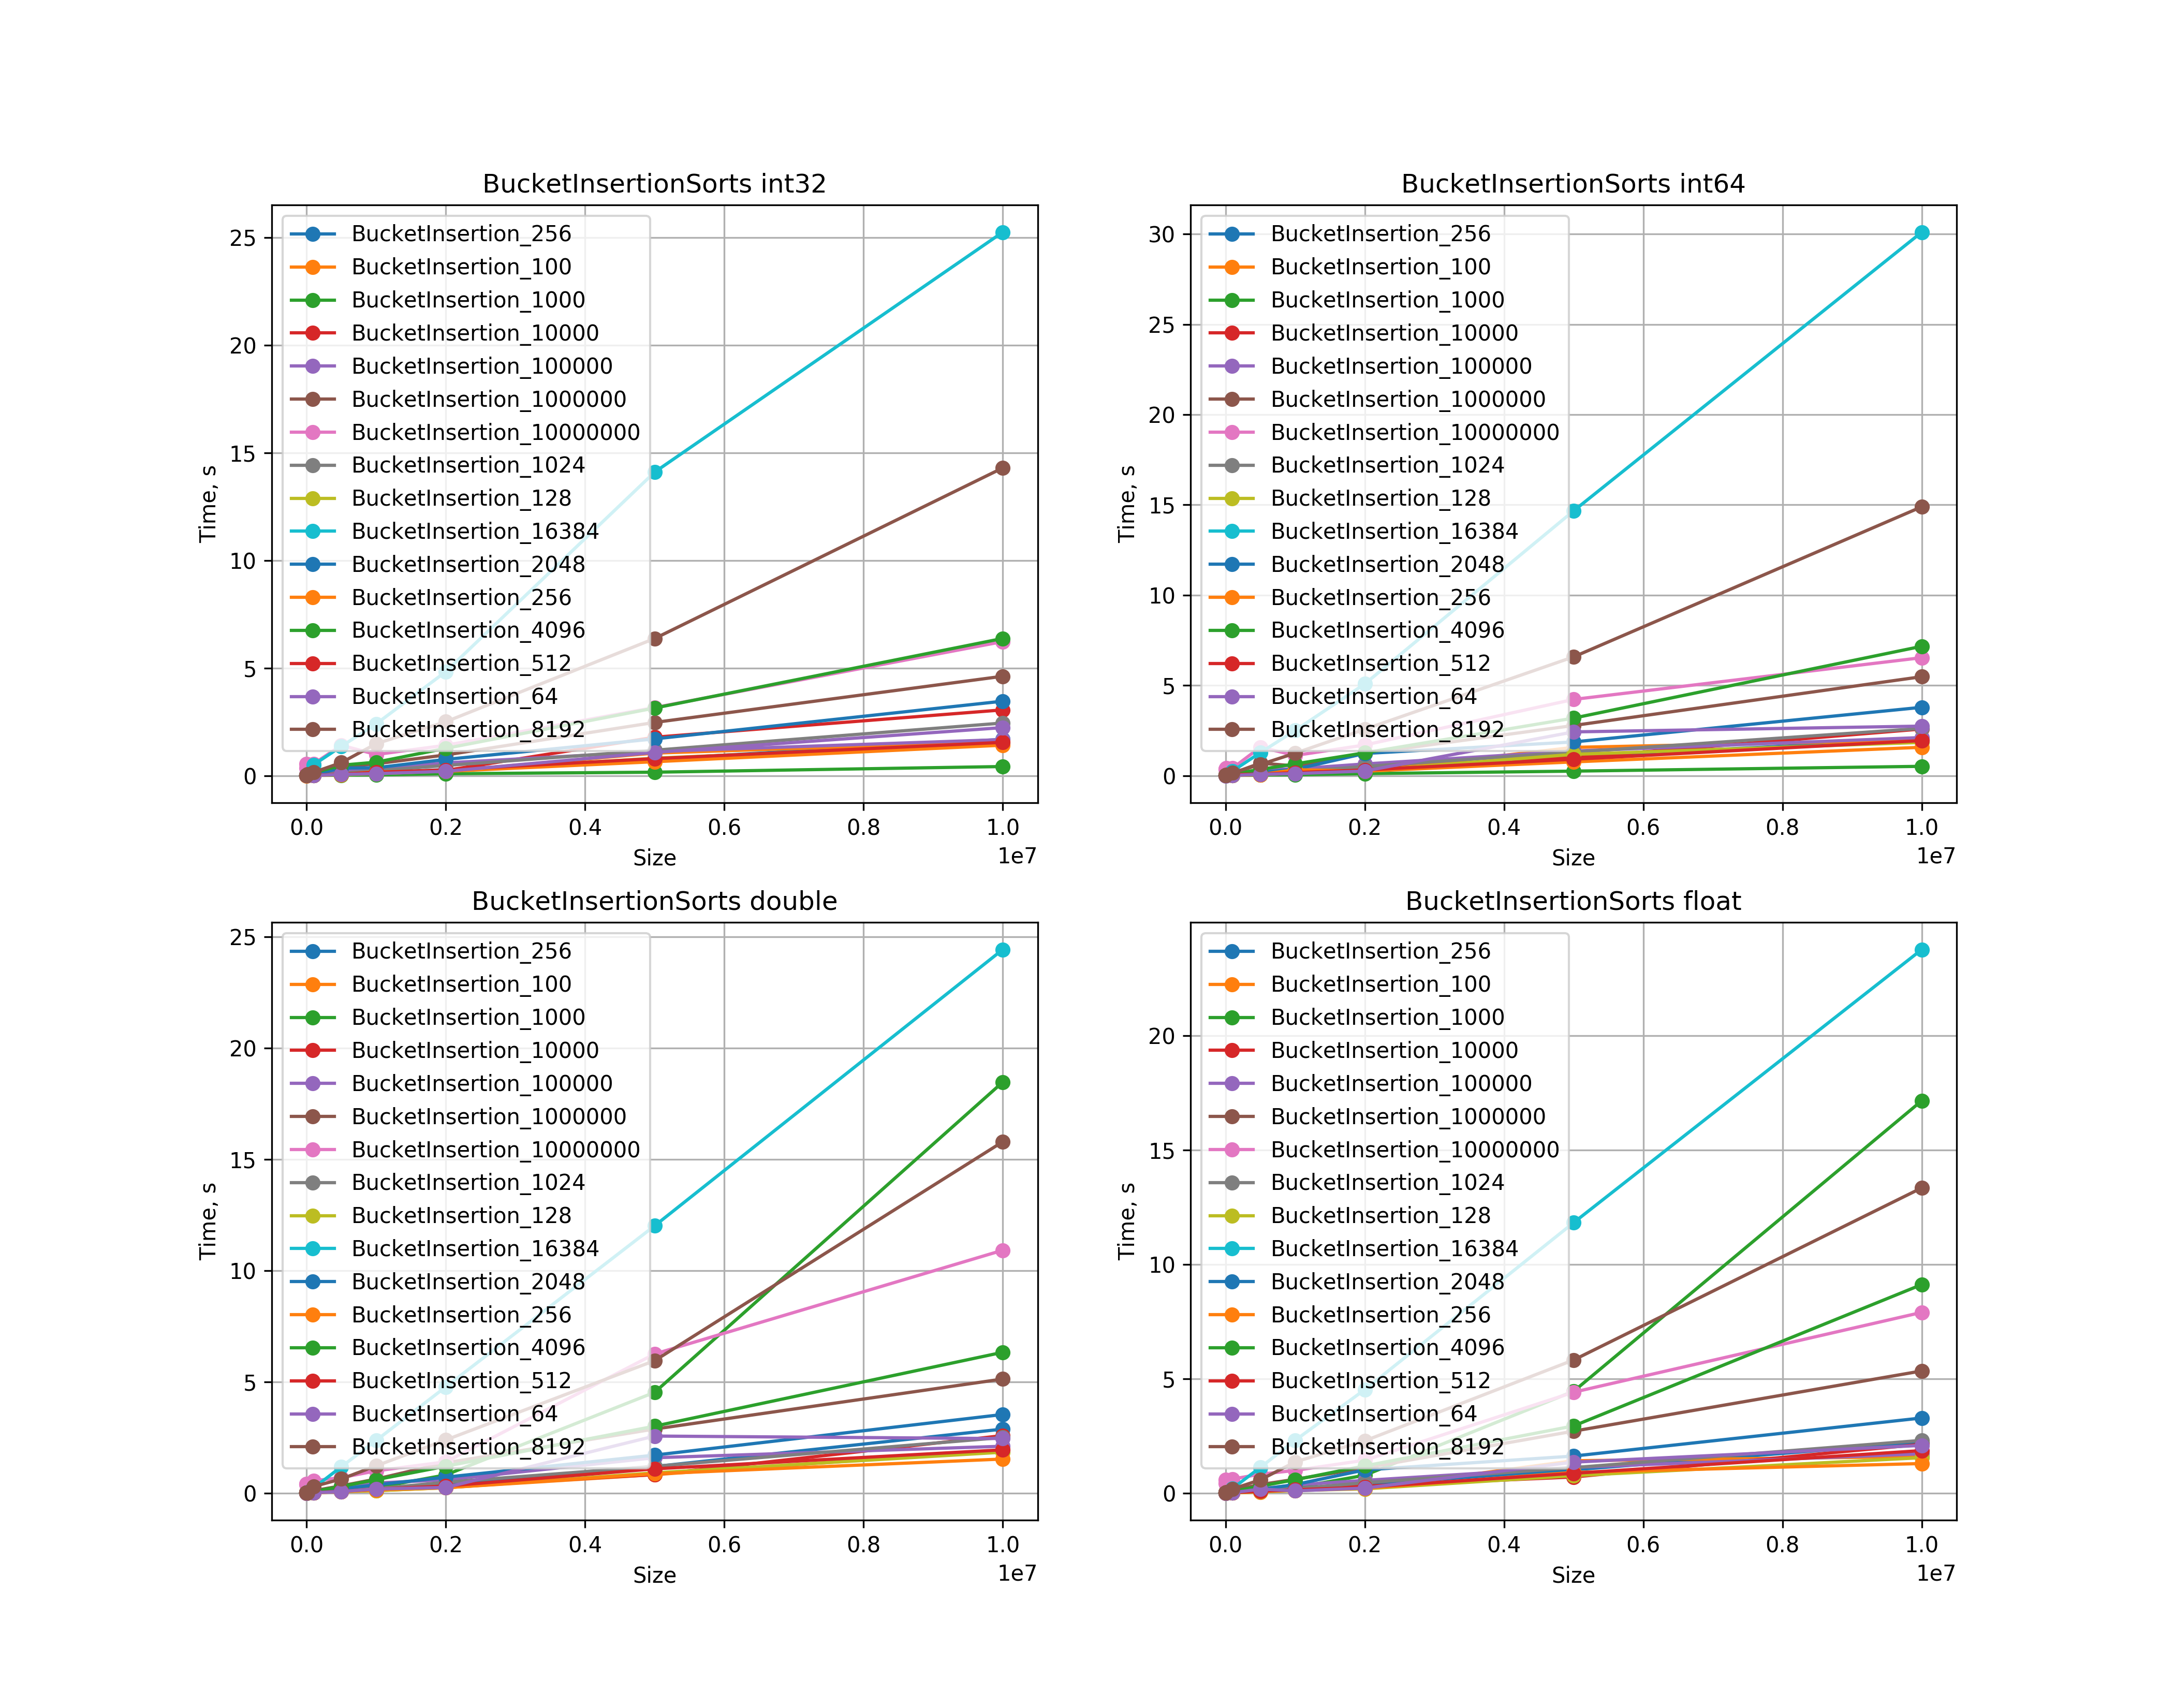 BucketInsertionSorts int32
25
20
15
10
5
0
Time, s
BucketInsertion_256
BucketInsertion_100
BucketInsertion_1000
BucketInsertion_10000
BucketInsertion_100000
BucketInsertion_1000000
BucketInsertion_10000000
BucketInsertion_1024
BucketInsertion_128
BucketInsertion_16384
BucketInsertion_2048
BucketInsertion_256
BucketInsertion_4096
BucketInsertion_512
BucketInsertion_64
BucketInsertion_8192
0.0 0.2 0.4 0.6 0.8 1.0
Size
1e7
BucketInsertionSorts int64
30
25
20
15
10
5
0
Time, s
BucketInsertion_256
BucketInsertion_100
BucketInsertion_1000
BucketInsertion_10000
BucketInsertion_100000
BucketInsertion_1000000
BucketInsertion_10000000
BucketInsertion_1024
BucketInsertion_128
BucketInsertion_16384
BucketInsertion_2048
BucketInsertion_256
BucketInsertion_4096
BucketInsertion_512
BucketInsertion_64
BucketInsertion_8192
0.0 0.2 0.4 0.6 0.8 1.0
Size
1e7
BucketInsertionSorts double
25
20
15
10
5
0
Time, s
BucketInsertion_256
BucketInsertion_100
BucketInsertion_1000
BucketInsertion_10000
BucketInsertion_100000
BucketInsertion_1000000
BucketInsertion_10000000
BucketInsertion_1024
BucketInsertion_128
BucketInsertion_16384
BucketInsertion_2048
BucketInsertion_256
BucketInsertion_4096
BucketInsertion_512
BucketInsertion_64
BucketInsertion_8192
0.0 0.2 0.4 0.6 0.8 1.0
Size
1e7
BucketInsertionSorts float
20
15
10
5
0
Time, s
BucketInsertion_256
BucketInsertion_100
BucketInsertion_1000
BucketInsertion_10000
BucketInsertion_100000
BucketInsertion_1000000
BucketInsertion_10000000
BucketInsertion_1024
BucketInsertion_128
BucketInsertion_16384
BucketInsertion_2048
BucketInsertion_256
BucketInsertion_4096
BucketInsertion_512
BucketInsertion_64
BucketInsertion_8192
0.0 0.2 0.4 0.6 0.8 1.0
Size
1e7